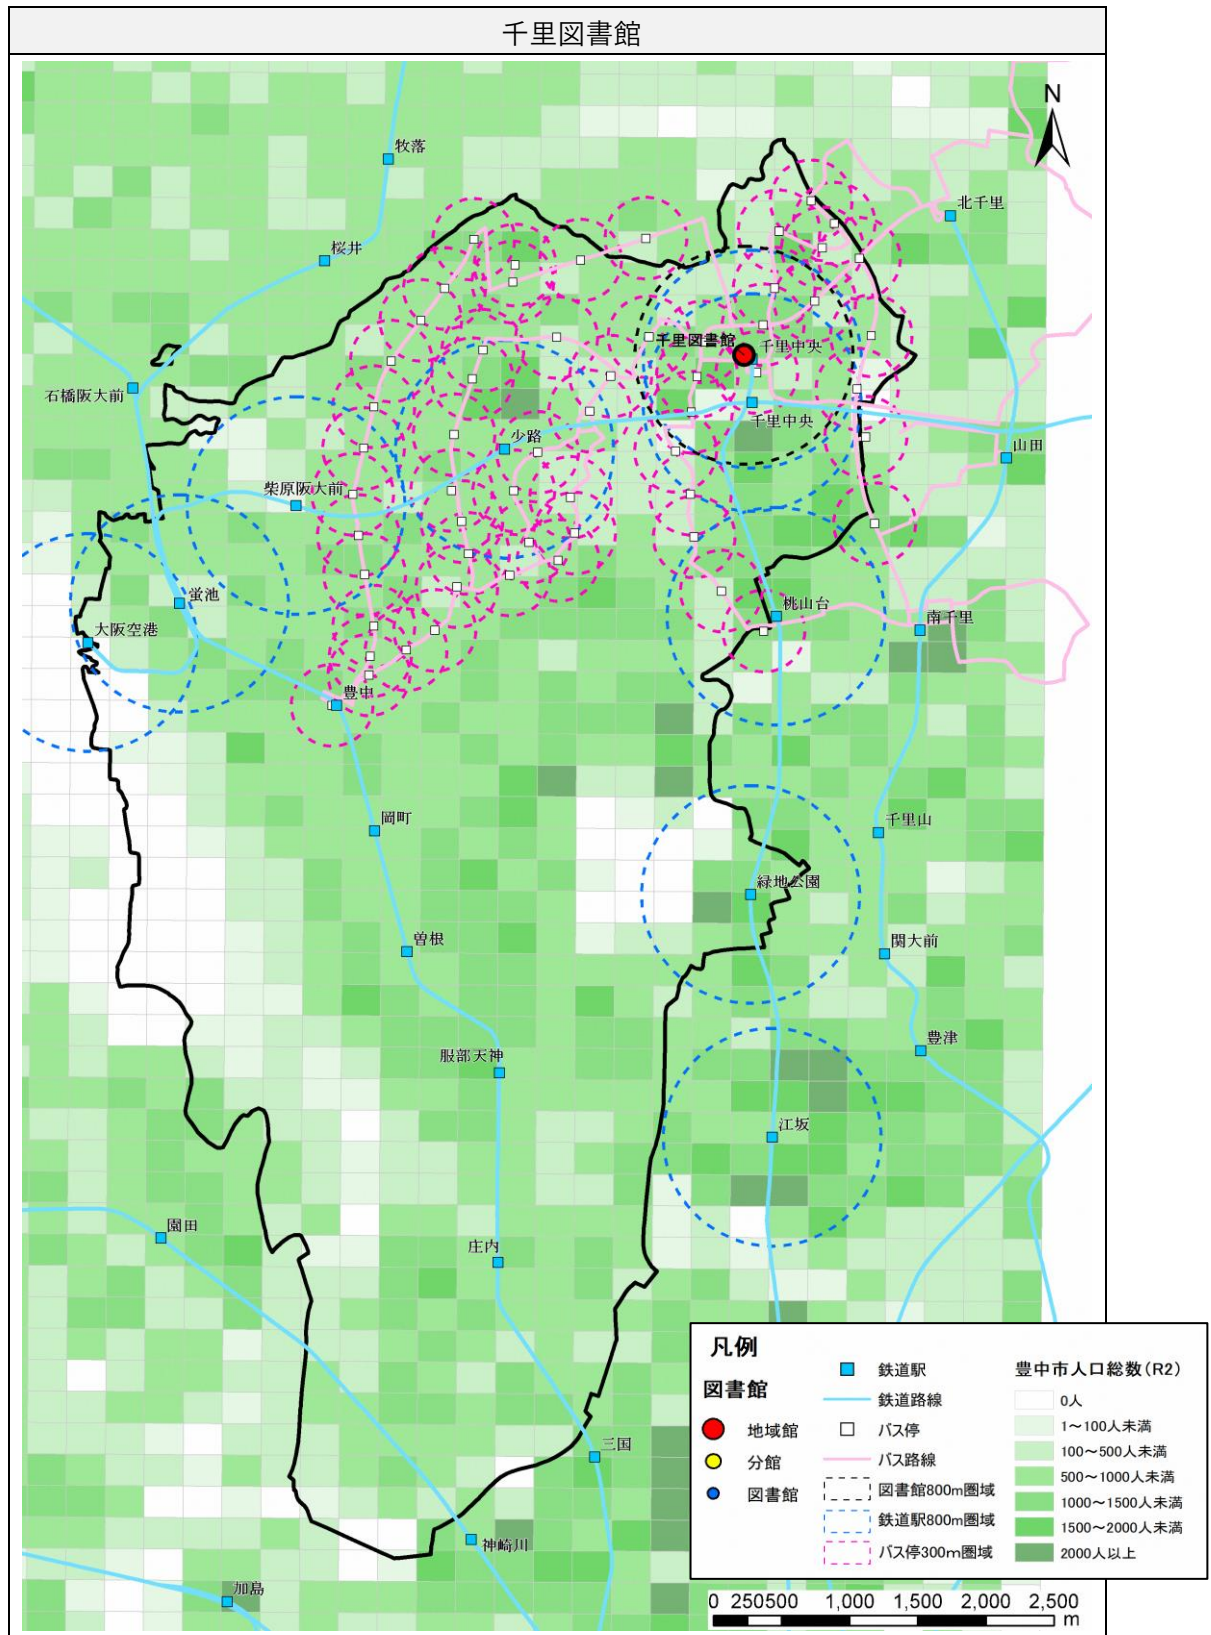 千里図書館
N
牧落
北千里
桜井
千里図書館
千里中央
石橋阪大前
千里中央
少路
山田
柴原阪大前
蛍池
桃山台
南千里
大阪空港
豊中
岡町
千里山
緑地公園
曽根
関大前
豊津
服部天神
江坂
園田
庄内
三国
神崎川
加島
凡例
図書館
地域館
分館
図書館
鉄道駅
鉄道路線
バス停
バス路線
図書館800m圏域
鉄道駅800m圏域
バス停300m圏域
豊中市人口総数(R2)
0人
1~100人未満
100~500人未満
500~1000人未満
1000~1500人未満
1500~2000人未満
2000人以上
0 250500 1,000 1,500 2,000 2,500
m